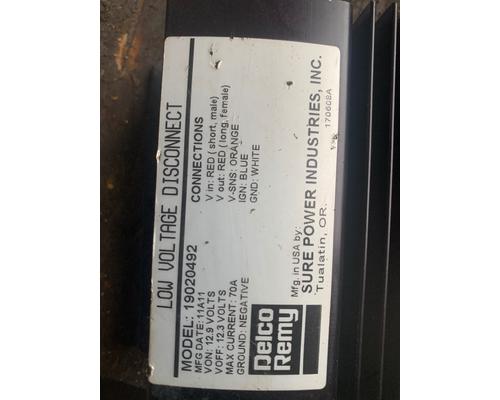 LOW VOLTAGE DISCONNECT
MODEL: 19020492
MFG DATE: 11A11
VON: 12.9 VOLTS
VOFF: 12.3 VOLTS
MAX CURRENT: 70A
GROUND: NEGATIVE
CONNECTIONS
V in: RED (short, male)
V out: RED (long, female)
V-SNS: ORANGE
IGN: BLUE
GND: WHITE
Delco
Remy
Mfg. in USA by:
SURE POWER INDUSTRIES, INC.
Tualatin, OR.
170608A